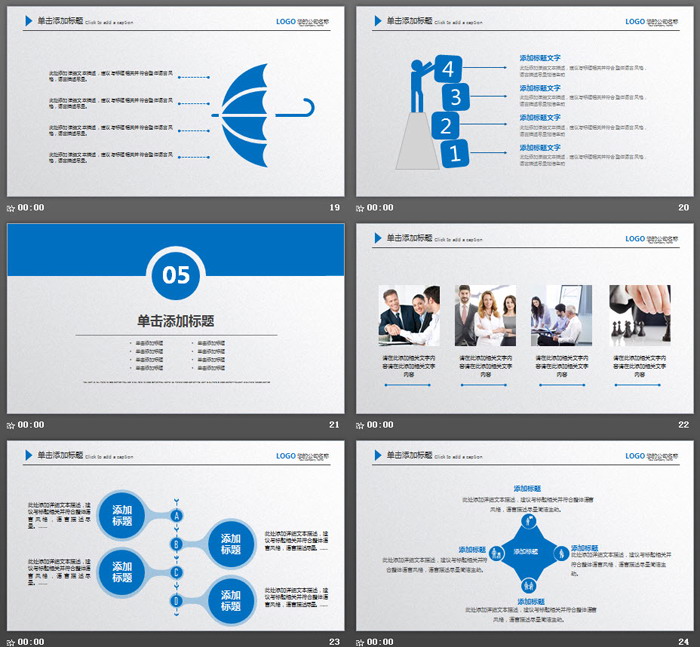 单击添加标题 Click to add a caption
LOGO 您的公司名称
此处添加详细文本描述,建议与标题相关并符合整体语言风
格,语言描述尽量。
此处添加详细文本描述,建议与标题相关并符合整体语言风
格,语言描述尽量。
此处添加详细文本描述,建议与标题相关并符合整体语言风
格,语言描述尽量。
此处添加详细文本描述,建议与标题相关并符合整体语言风
格,语言描述尽量。
00:00
19
单击添加标题 Click to add a caption
LOGO 您的公司名称
4
3
2
1
添加标题文字
添加标题文字
添加标题文字
添加标题文字
00:00
20
05
单击添加标题
单击添加标题
单击添加标题
单击添加标题
单击添加标题
单击添加标题
单击添加标题
单击添加标题
单击添加标题
00:00
21
单击添加标题 Click to add a caption
LOGO 您的公司名称
请在此添加相关文字内
容请在此添加相关文字
内容
请在此添加相关文字内
容请在此添加相关文字
内容
请在此添加相关文字内
容请在此添加相关文字
内容
请在此添加相关文字内
容请在此添加相关文字
内容
00:00
22
单击添加标题 Click to add a caption
LOGO 您的公司名称
此处添加详细文本描述,建
议与标题相关并符合整体语
言风格,语言描述尽
量。……
添加
标题
A
此处添加详细文本描述,建
议与标题相关并符合整体语
言风格,语言描述尽
量。……
添加
标题
B
此处添加详细文本描述,建
议与标题相关并符合整体语
言风格,语言描述尽
量。……
添加
标题
C
此处添加详细文本描述,建
议与标题相关并符合整体语
言风格,语言描述尽
量。……
添加
标题
D
00:00
23
单击添加标题 Click to add a caption
LOGO 您的公司名称
添加标题
此处添加详细文本描述,建议与标题相关并符合整体语言
风格,语言描述尽量简洁生动。
添加标题
此处添加详细文本描述,建议与标题相关并符
合整体语言风格,语言描述尽量简洁生动。
添加标题
添加标题
此处添加详细文本描述,建议与标题相关并
符合整体语言风格,语言描述尽量简洁生
动。
添加标题
此处添加详细文本描述,建议与标题相关并符合整体语言
风格,语言描述尽量简洁生动。
00:00
24